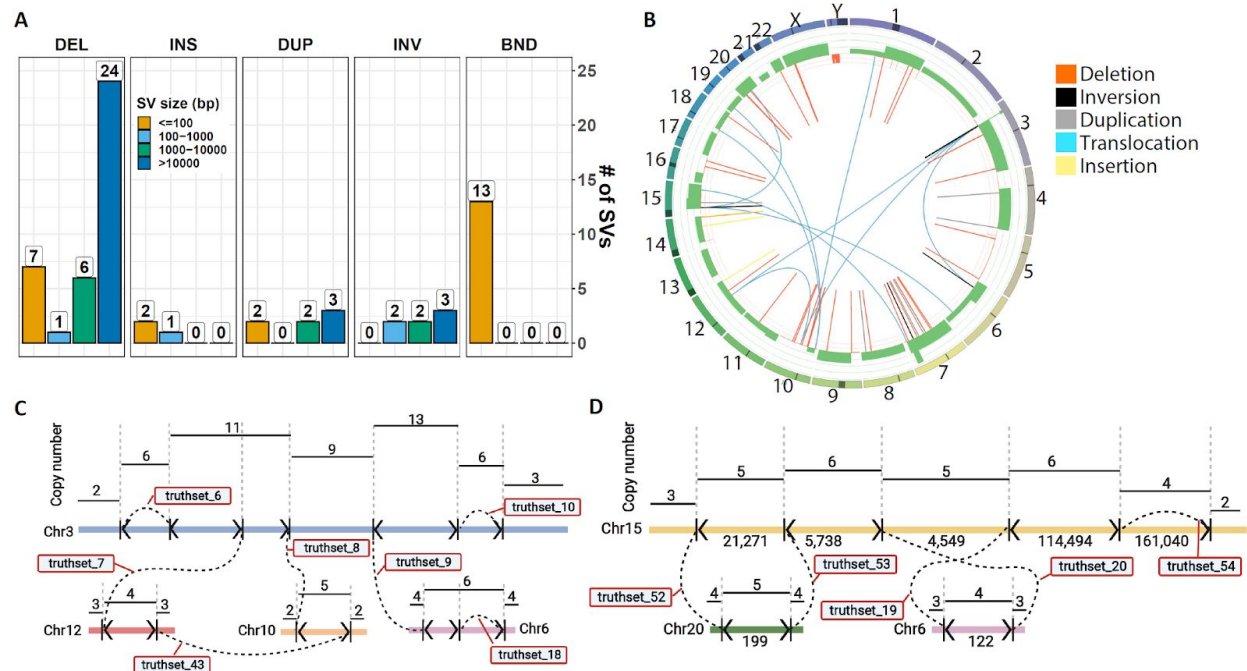 A
DEL INS DUP INV BND
SV size (bp)
<=100
100−1000
1000−10000
>10000
7 1 6 24
2 1 0 0
2 0 2 3
0 2 2 3
13 0 0 0
25
20
15
10
5
0
# of SVs
B
1
2
3
4
5
6
7
8
9
10
11
12
13
14
15
16
17
18
19
20
21
22
X
Y
Deletion
Inversion
Duplication
Translocation
Insertion
C
Copy number
2 6 11 9 13 6 3
truthset_6
truthset_10
Chr3
truthset_7
truthset_8
truthset_9
3 4 3
Chr12
2 5 2
Chr10
4 6 4
Chr6
truthset_43
truthset_18
D
Copy number
3 5 6 5 6 4 2
Chr15
21,271 5,738 4,549 114,494 161,040
truthset_52
truthset_53
truthset_19
truthset_20
truthset_54
4 5 4
Chr20
199
3 4 3
Chr6
122